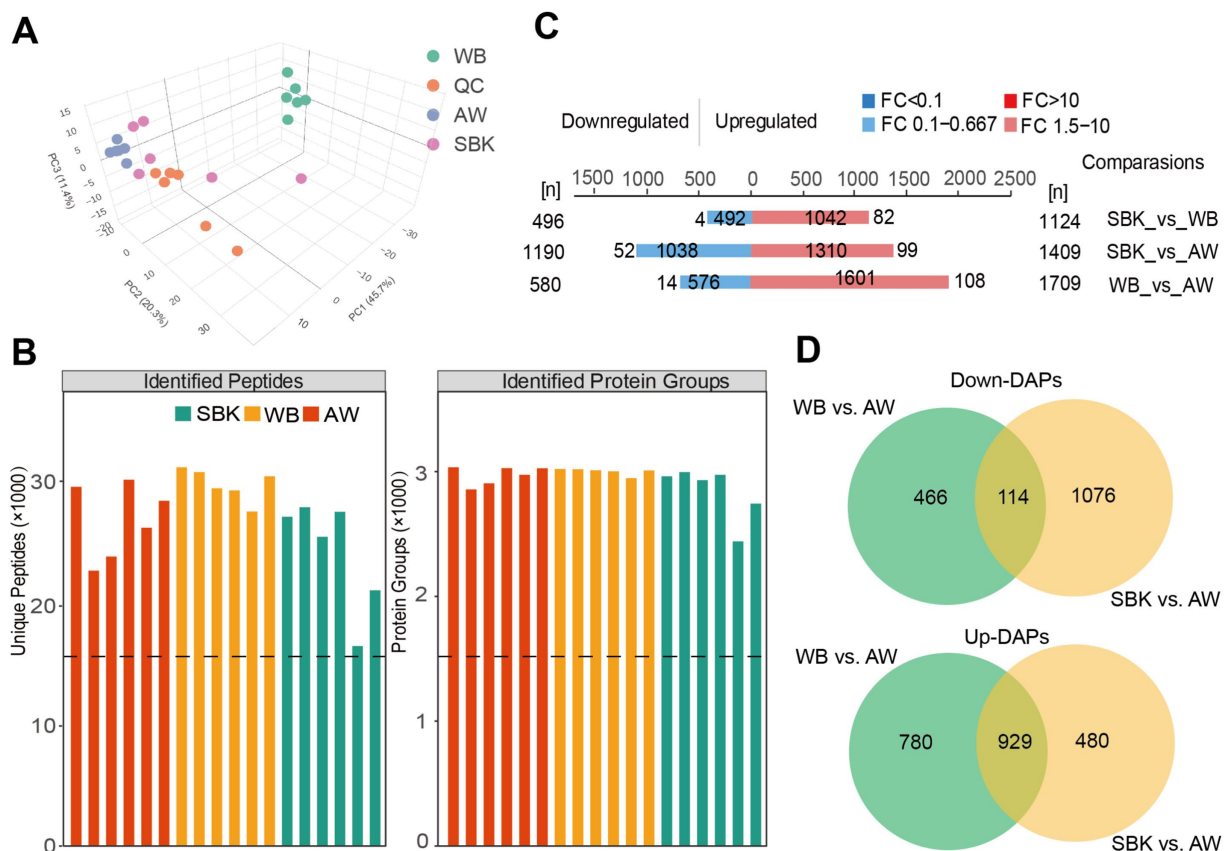 A
WB
QC
AW
SBK
15
10
5
0
−5
−10
−15
−20
PC3 (11.4%)
0
10
20
30
PC2 (20.3%)
10
0
−10
−20
−30
PC1 (45.7%)
B
Identified Peptides
SBK WB AW
Unique Peptides (×1000)
30
20
10
0
Identified Protein Groups
Protein Groups (×1000)
3
2
1
0
C
Downregulated Upregulated
FC<0.1 FC>10
FC 0.1−0.667 FC 1.5−10
Comparasions
[n] 1500 1000 500 0 500 1000 1500 2000 2500 [n]
496 4 492 1042 82 1124 SBK_vs_WB
1190 52 1038 1310 99 1409 SBK_vs_AW
580 14 576 1601 108 1709 WB_vs_AW
D
Down-DAPs
WB vs. AW
466 114 1076
SBK vs. AW
Up-DAPs
WB vs. AW
780 929 480
SBK vs. AW